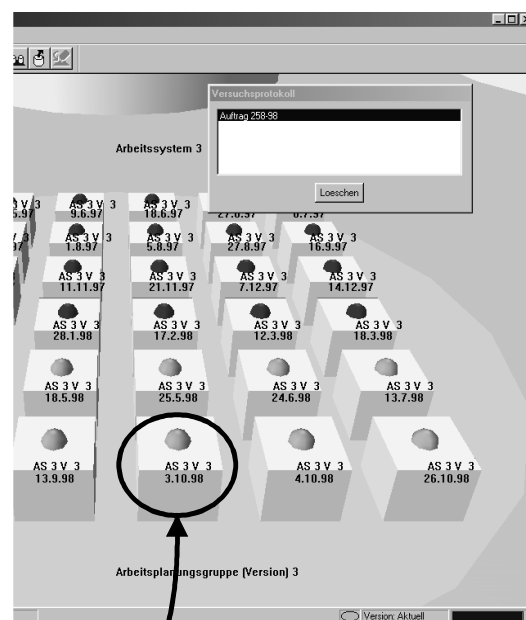 Versuchsprotokoll
Auftrag 258-98
Loeschen
Arbeitssystem 3
AS 3 V 3
9.6.97
AS 3 V 3
18.6.97
27.6.97
6.7.97
AS 3 V 3
1.8.97
AS 3 V 3
5.8.97
AS 3 V 3
27.8.97
AS 3 V 3
16.9.97
AS 3 V 3
11.11.97
AS 3 V 3
21.11.97
AS 3 V 3
7.12.97
AS 3 V 3
14.12.97
AS 3 V 3
28.1.98
AS 3 V 3
17.2.98
AS 3 V 3
12.3.98
AS 3 V 3
18.3.98
AS 3 V 3
18.5.98
AS 3 V 3
25.5.98
AS 3 V 3
24.6.98
AS 3 V 3
13.7.98
AS 3 V 3
13.9.98
AS 3 V 3
3.10.98
AS 3 V 3
4.10.98
AS 3 V 3
26.10.98
Arbeitsplanungsgruppe (Version) 3
Version: Aktuell